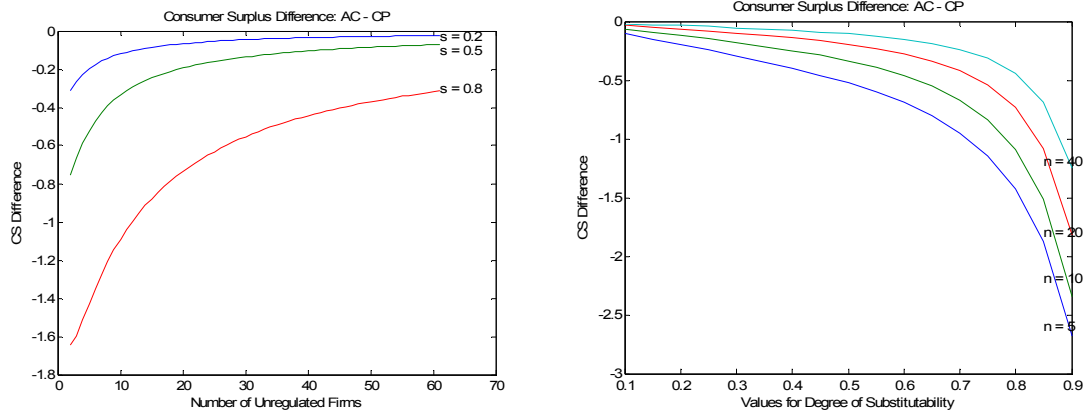 Consumer Surplus Difference: AC - CP
0
-0.2
-0.4
-0.6
-0.8
-1
-1.2
-1.4
-1.6
-1.8
CS Difference
s = 0.2
s = 0.5
s = 0.8
0 10 20 30 40 50 60 70
Number of Unregulated Firms
Consumer Surplus Difference: AC - CP
0
-0.5
-1
-1.5
-2
-2.5
-3
CS Difference
n = 40
n = 20
n = 10
n = 5
0.1 0.2 0.3 0.4 0.5 0.6 0.7 0.8 0.9
Values for Degree of Substitutability